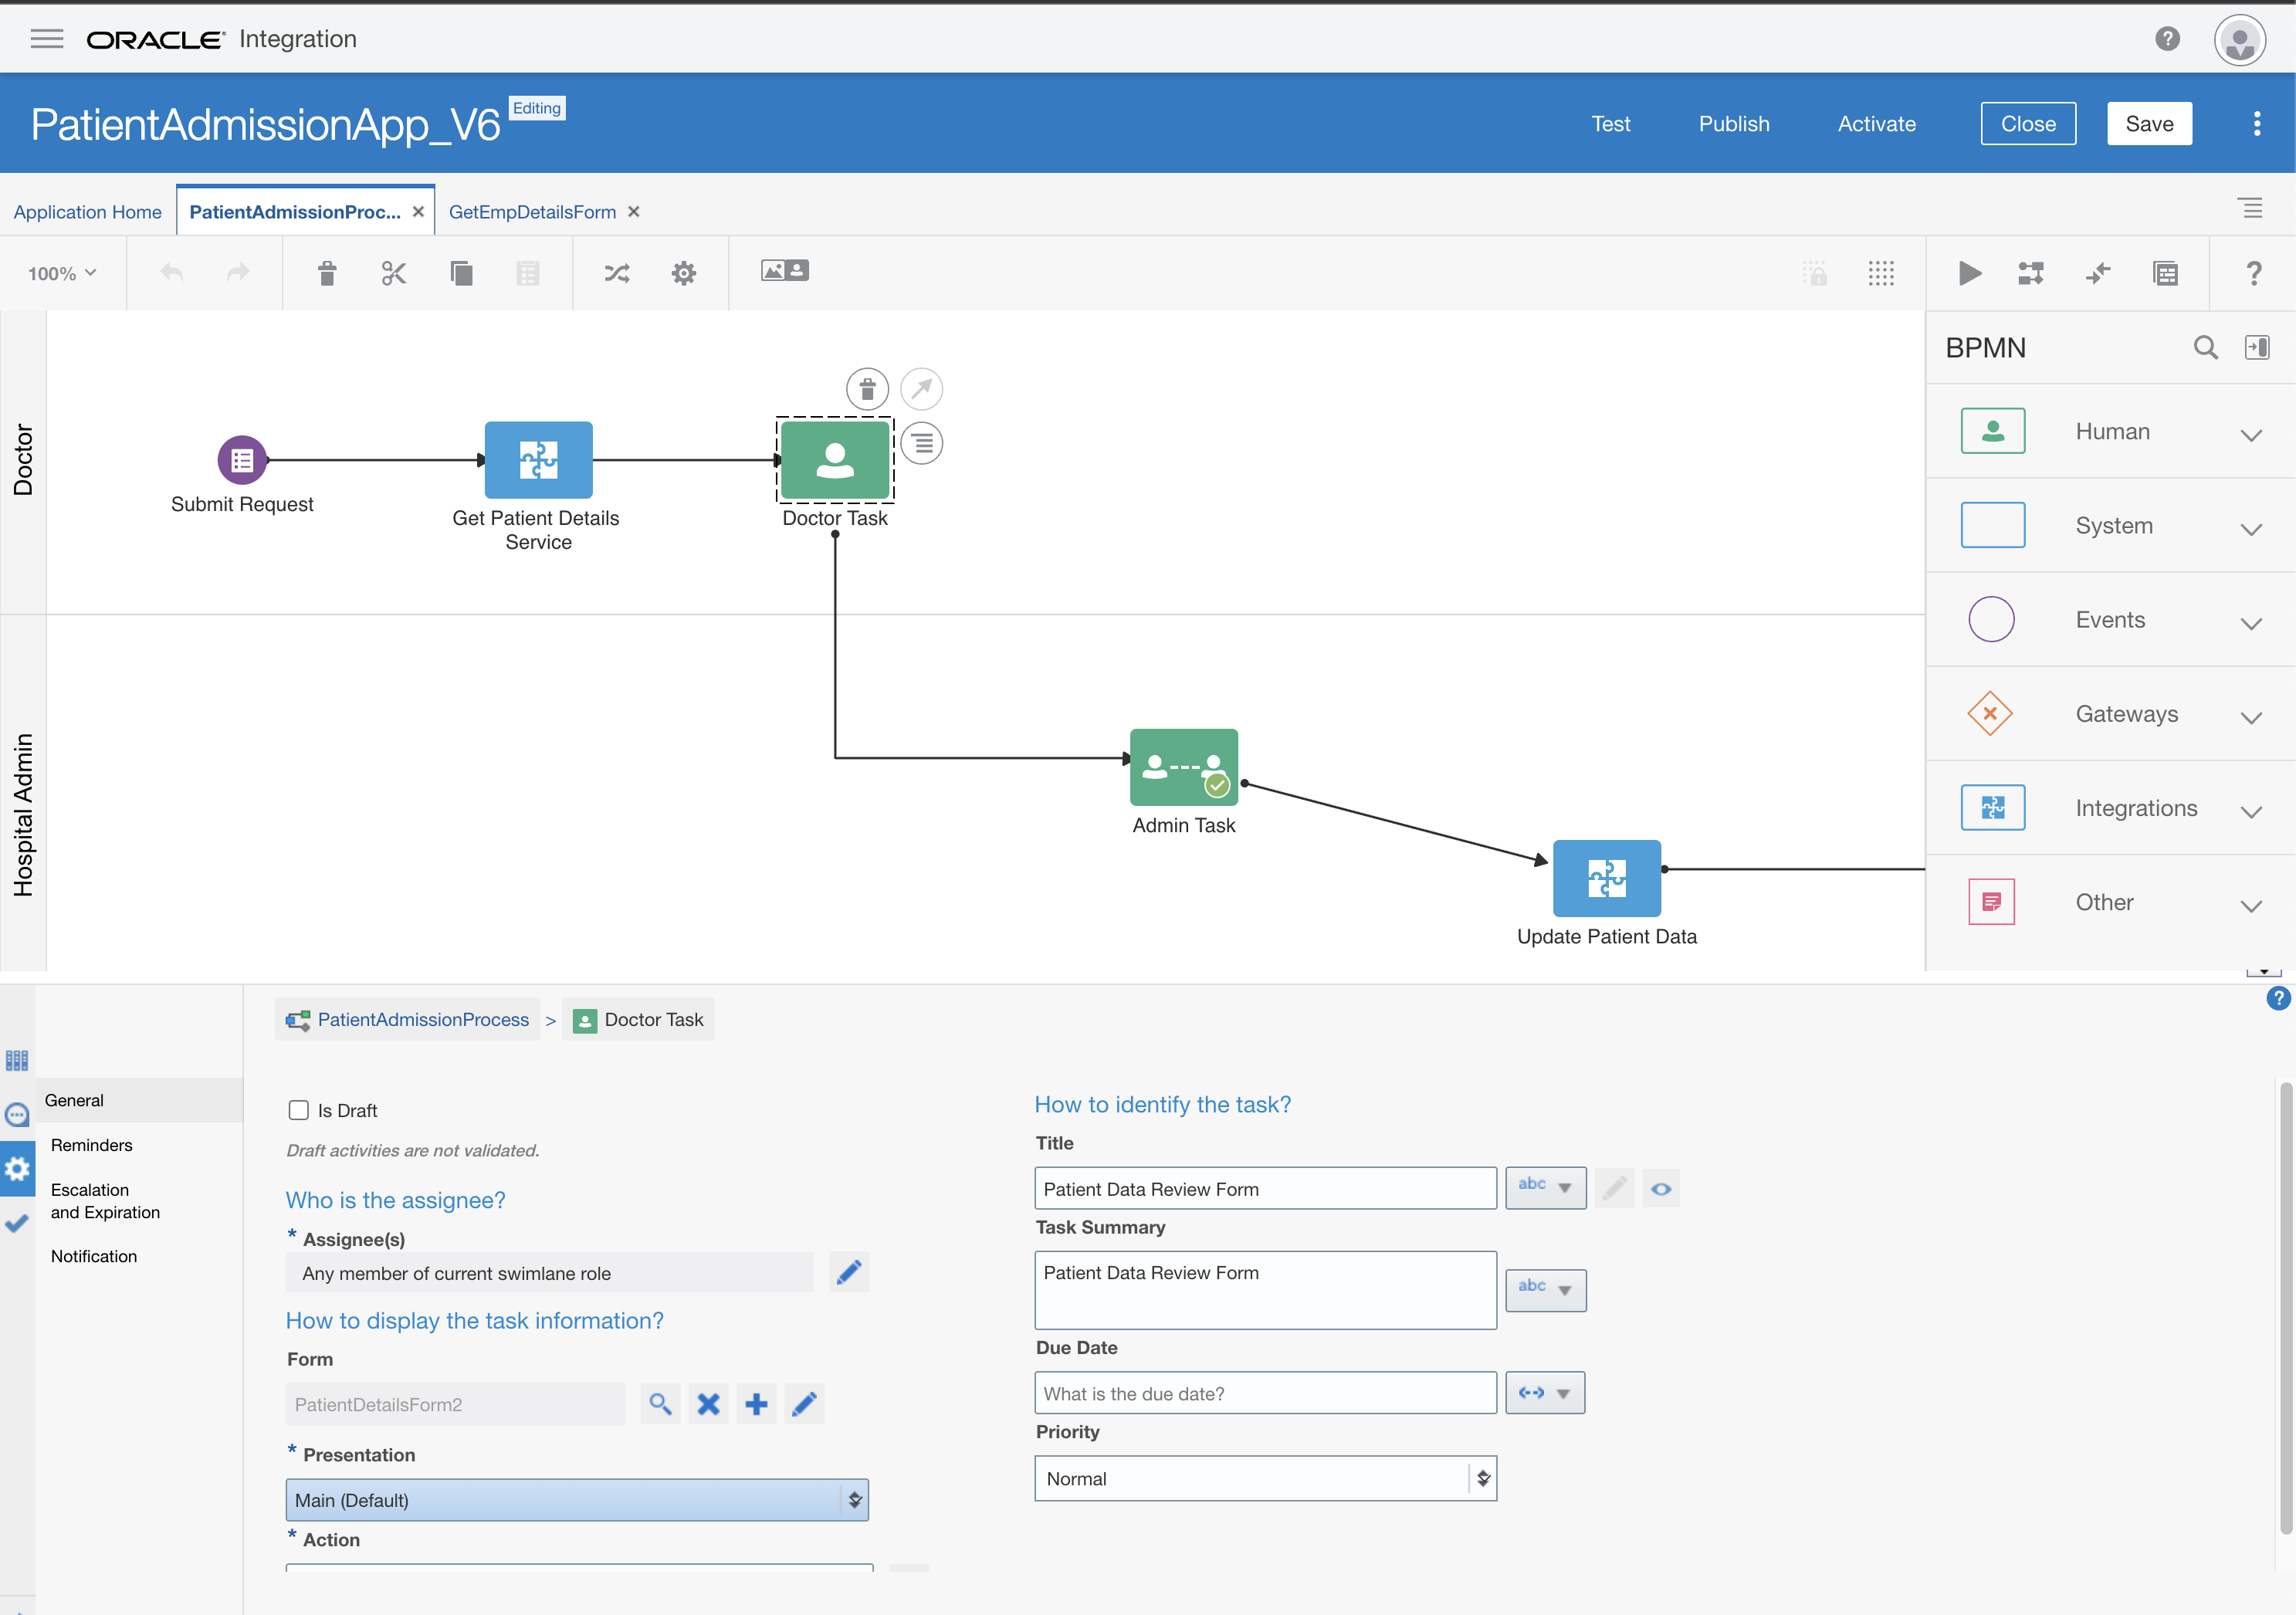 ORACLE Integration
?
PatientAdmissionApp_V6 Editing
Test Publish Activate Close Save
Application Home PatientAdmissionProc... GetEmpDetailsForm
100%
?
BPMN
Doctor
Submit Request
Get Patient Details
Service
Doctor Task
Hospital Admin
Admin Task
Update Patient Data
Human
System
Events
Gateways
Integrations
Other
?
PatientAdmissionProcess > Doctor Task
General
Reminders
Escalation
and Expiration
Notification
Is Draft
Draft activities are not validated.
Who is the assignee?
* Assignee(s)
Any member of current swimlane role
How to display the task information?
Form
PatientDetailsForm2
* Presentation
Main (Default)
* Action
How to identify the task?
Title
Patient Data Review Form abc
Task Summary
Patient Data Review Form abc
Due Date
What is the due date?
Priority
Normal